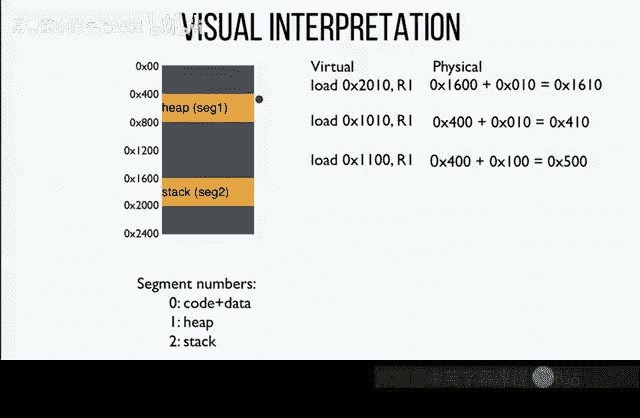 VISUAL INTERPRETATION
Virtual Physical
load 0x2010, R1 0x1600 + 0x010 = 0x1610
load 0x1010, R1 0x400 + 0x010 = 0x410
load 0x1100, R1 0x400 + 0x100 = 0x500
0x00
0x400
heap (seg1)
0x800
0x1200
0x1600
stack (seg2)
0x2000
0x2400
Segment numbers:
0: code+data
1: heap
2: stack